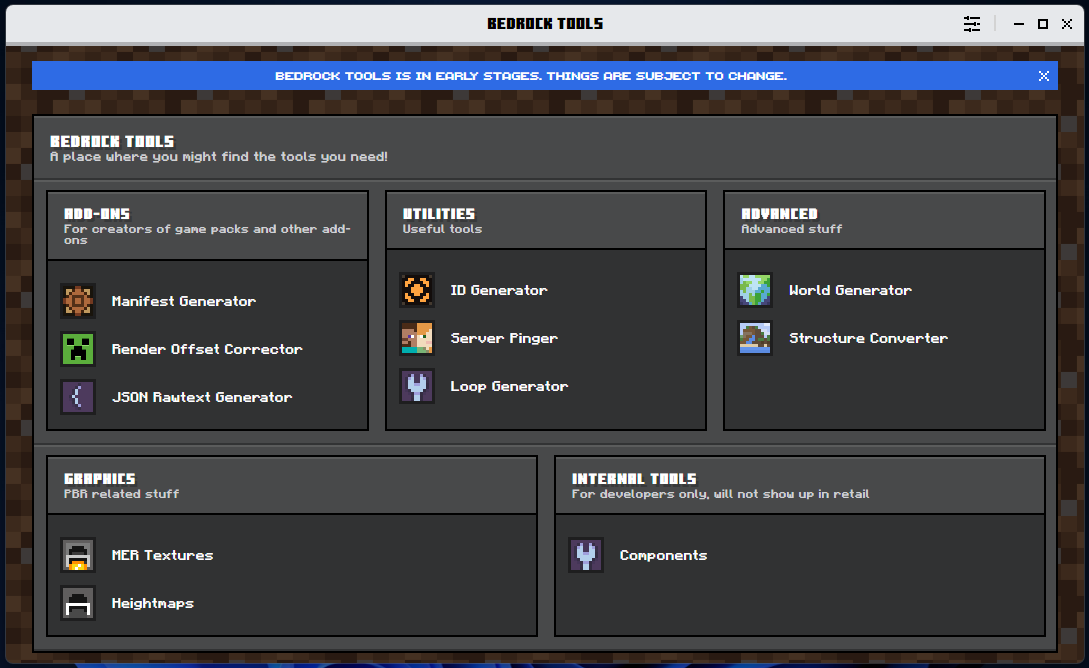 BEDROCK TOOLS
BEDROCK TOOLS IS IN EARLY STAGES. THINGS ARE SUBJECT TO CHANGE.
BEDROCK TOOLS
A place where you might find the tools you need!
ADD-ONS
For creators of game packs and other add-
ons
Manifest Generator
Render Offset Corrector
JSON Rawtext Generator
UTILITIES
Useful tools
ID Generator
Server Pinger
Loop Generator
ADVANCED
Advanced stuff
World Generator
Structure Converter
GRAPHICS
PBR related stuff
MER Textures
Heightmaps
INTERNAL TOOLS
For developers only, will not show up in retail
Components